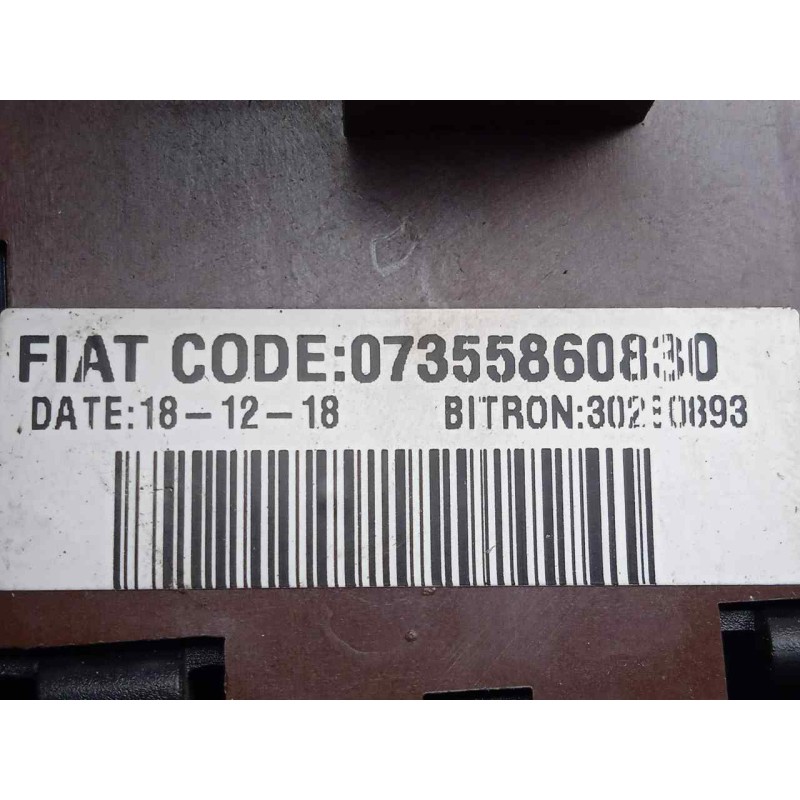 FIAT CODE:07355860830
DATE:18-12-18 BITRON: